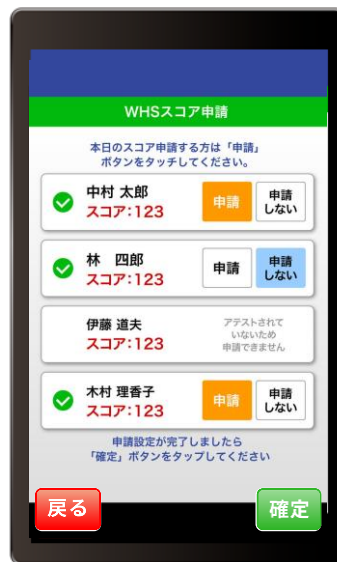 WHSスコア申請
本日のスコア申請する方は「申請」
ボタンをタッチしてください。
中村 太郎
スコア:123
申請
申請
しない
林　四郎
スコア:123
申請
申請
しない
伊藤 道夫
スコア:123
アテストされて
いないため
申請できません
木村 理香子
スコア:123
申請
申請
しない
申請設定が完了しましたら
「確定」ボタンをタップしてください
戻る
確定